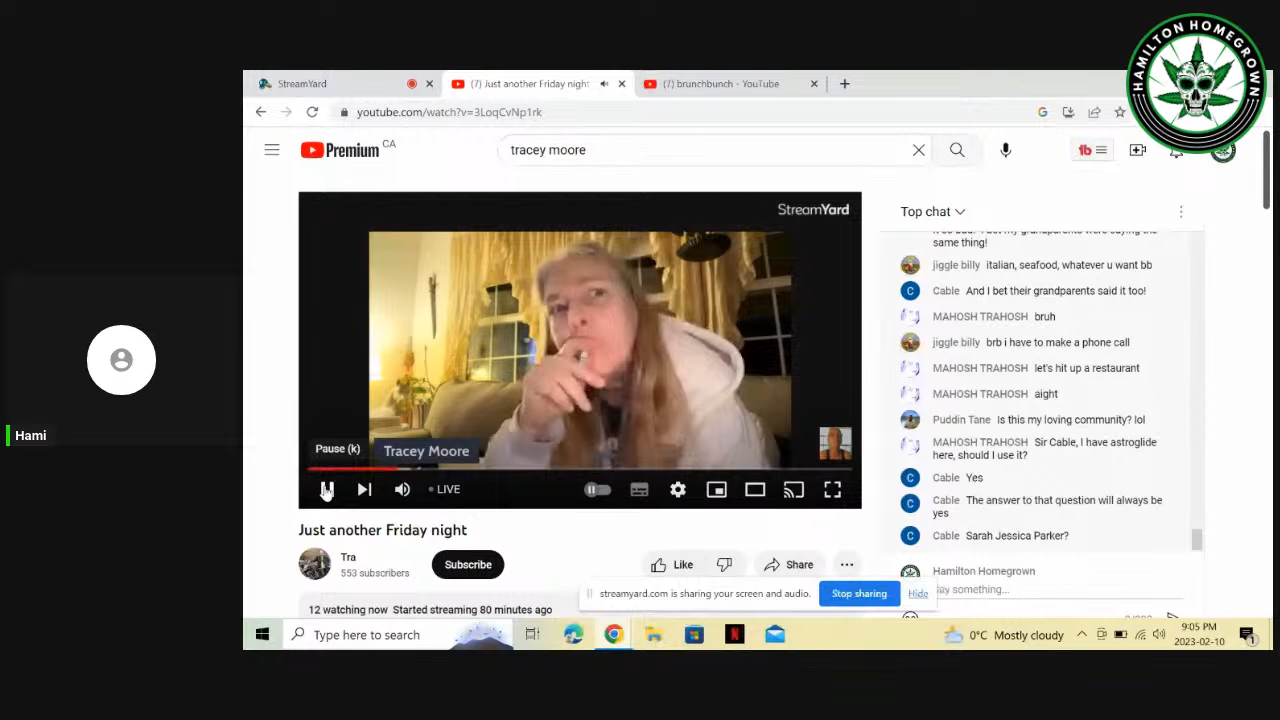 HAMILTON HOMEGROWN
StreamYard
(7) Just another Friday night
(7) brunchbunch - YouTube
youtube.com/watch?v=3LoqCvNp1rk
Premium CA
tracey moore
StreamYard
Top chat
same thing!
jiggle billy italian, seafood, whatever u want bb
C Cable And I bet their grandparents said it too!
MAHOSH TRAHOSH bruh
jiggle billy brb i have to make a phone call
MAHOSH TRAHOSH let's hit up a restaurant
MAHOSH TRAHOSH aight
Puddin Tane Is this my loving community? lol
MAHOSH TRAHOSH Sir Cable, I have astroglide
here, should I use it?
C Cable Yes
C Cable The answer to that question will always be
yes
C Cable Sarah Jessica Parker?
Hami
Pause (k)
Tracey Moore
LIVE
Just another Friday night
Tra
553 subscribers
Subscribe
Like
Share
Hamilton Homegrown
say something...
streamyard.com is sharing your screen and audio.
Stop sharing
Hide
12 watching now Started streaming 80 minutes ago
Type here to search
N
0°C Mostly cloudy
9:05 PM
2023-02-10
1